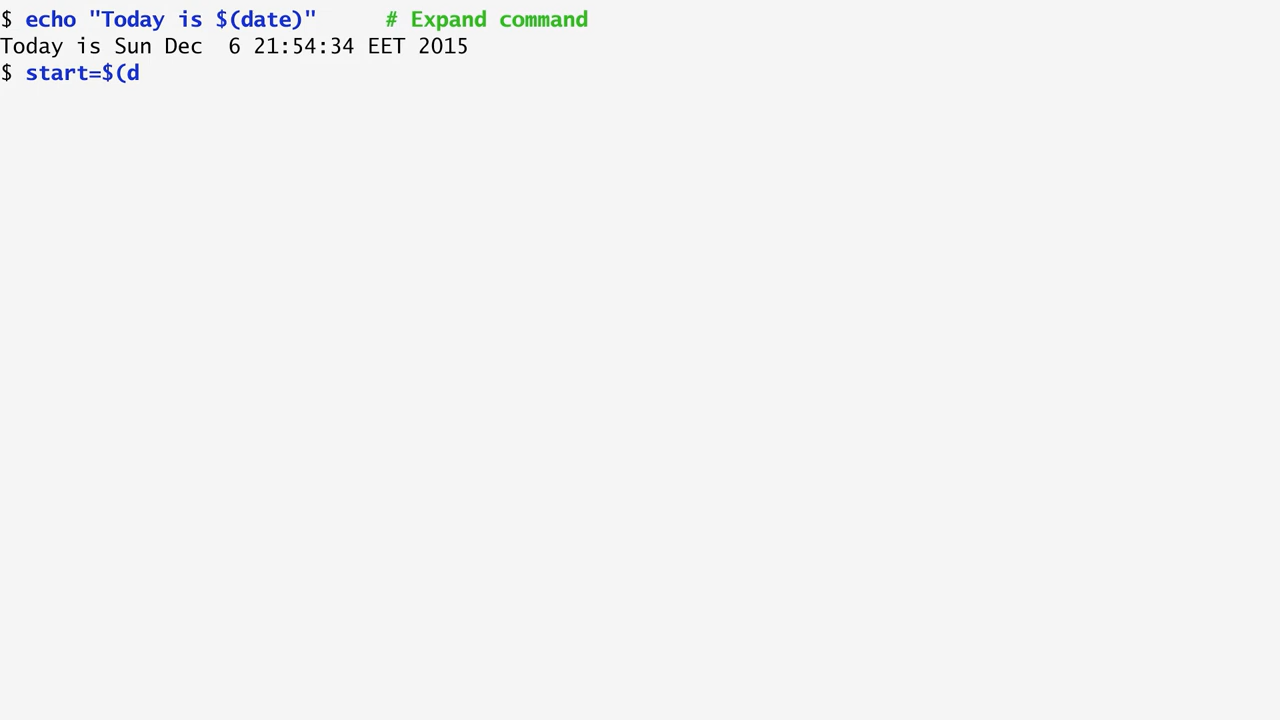 $ echo "Today is $(date)"     # Expand command
Today is Sun Dec  6 21:54:34 EET 2015
$ start=$(d